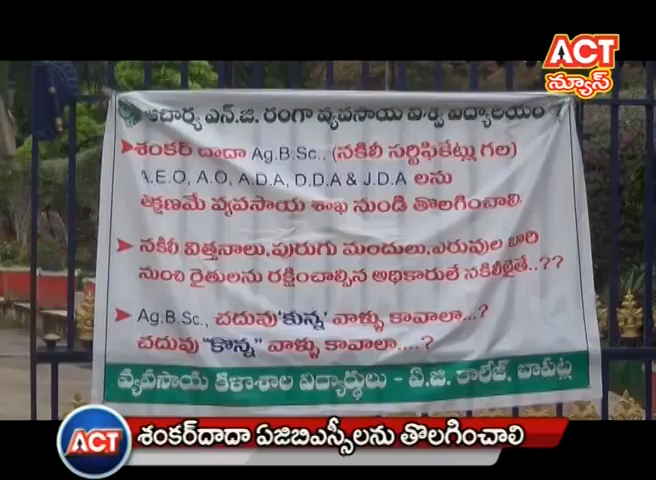 ACT
న్యూస్
ఆచార్య ఎన్.జి. రంగా వ్యవసాయ విశ్వ విద్యాలయం
శంకర్ దాదా Ag.B.Sc., (నకిలీ సర్టిఫికేట్సు గల)
A.E.O, A.O, A.D.A, D.D.A & J.D.A లను
తక్షణమే వ్యవసాయ శాఖ నుండి తొలగించాలి.
నకిలీ విత్తనాలు, పురుగు మందులు, ఎరువుల బారి
నుంచి రైతులను రక్షించాల్సిన అధికారులే నకిలీలైతే..??
Ag.B.Sc., చదువు'కున్న' వాళ్ళు కావాలా...?
చదువు "కొన్న" వాళ్ళు కావాలా....?
వ్యవసాయ కళాశాల విద్యార్థులు - ఏ.జి. కాలేజ్, బాపట్ల
ACT శంకర్‌దాదా ఏజిబిఎస్సీలను తొలగించాలి